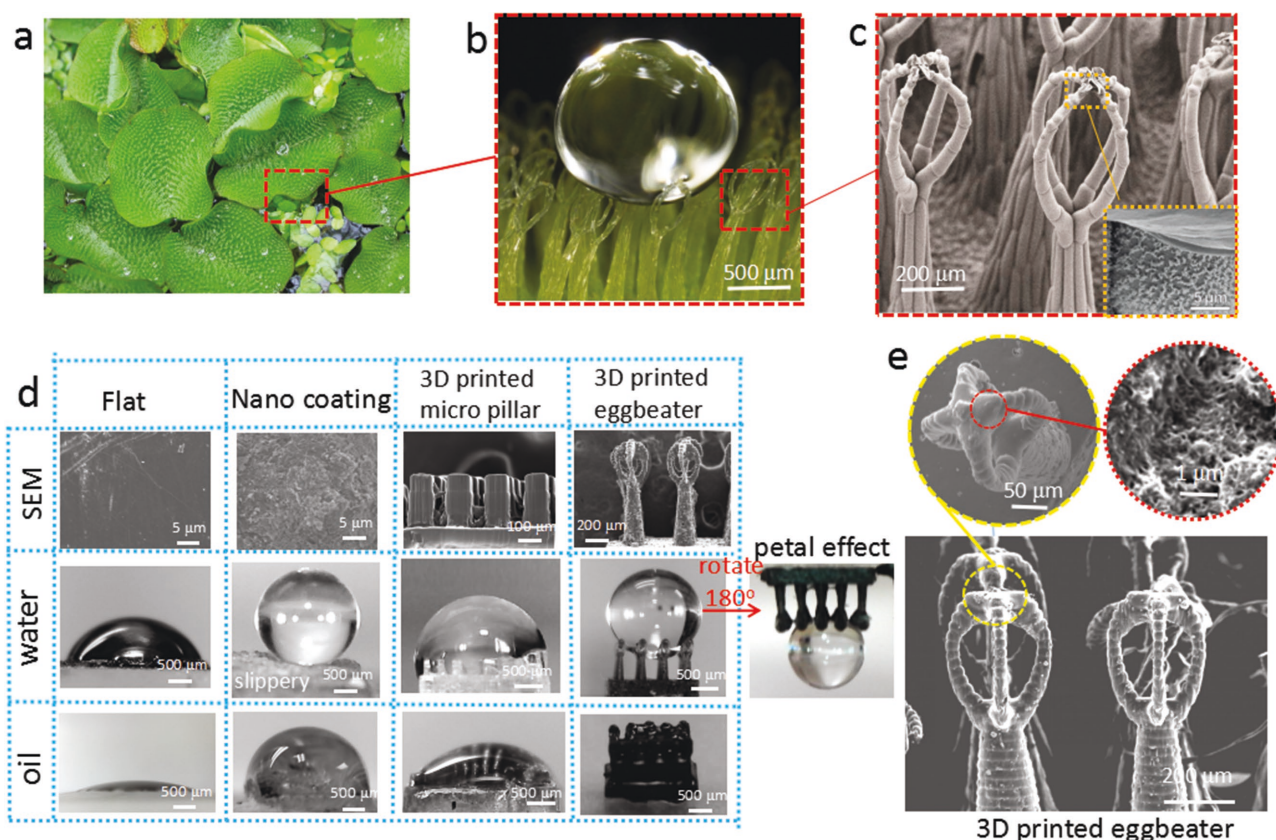 a
b
c
500 μm
200 μm
5 μm
d
Flat
Nano coating
3D printed
micro pillar
3D printed
eggbeater
SEM
5 μm
5 μm
100 μm
200 μm
water
500 μm
slippery
500 μm
500 μm
500 μm
rotate
180°
petal effect
oil
500 μm
500 μm
500 μm
500 μm
e
50 μm
1 μm
200 μm
3D printed eggbeater